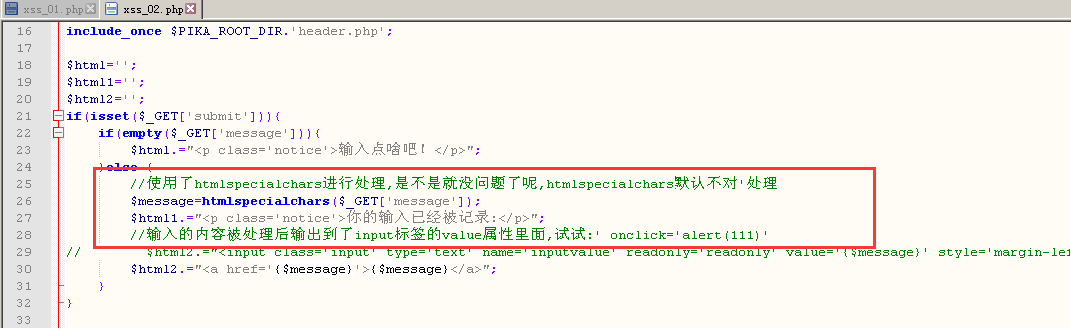 xss_01.php xss_02.php
16 include_once $PIKA_ROOT_DIR.'header.php';
17
18 $html='';
19 $html1='';
20 $html2='';
21 if(isset($_GET['submit'])){
22 if(empty($_GET['message'])){
23 $html.="<p class='notice'>输入点啥吧！</p>";
24 }else {
25 //使用了htmlspecialchars进行处理,是不是就没问题了呢,htmlspecialchars默认不对'处理
26 $message=htmlspecialchars($_GET['message']);
27 $html1.="<p class='notice'>你的输入已经被记录:</p>";
28 //输入的内容被处理后输出到了input标签的value属性里面,试试:' onclick='alert(111)'
29 // $html2.="<input class='input' type='text' name='inputvalue' readonly='readonly' value='{$message}' style='margin-lei
30 $html2.="<a href='{$message}'>{$message}</a>";
31 }
32 }
33